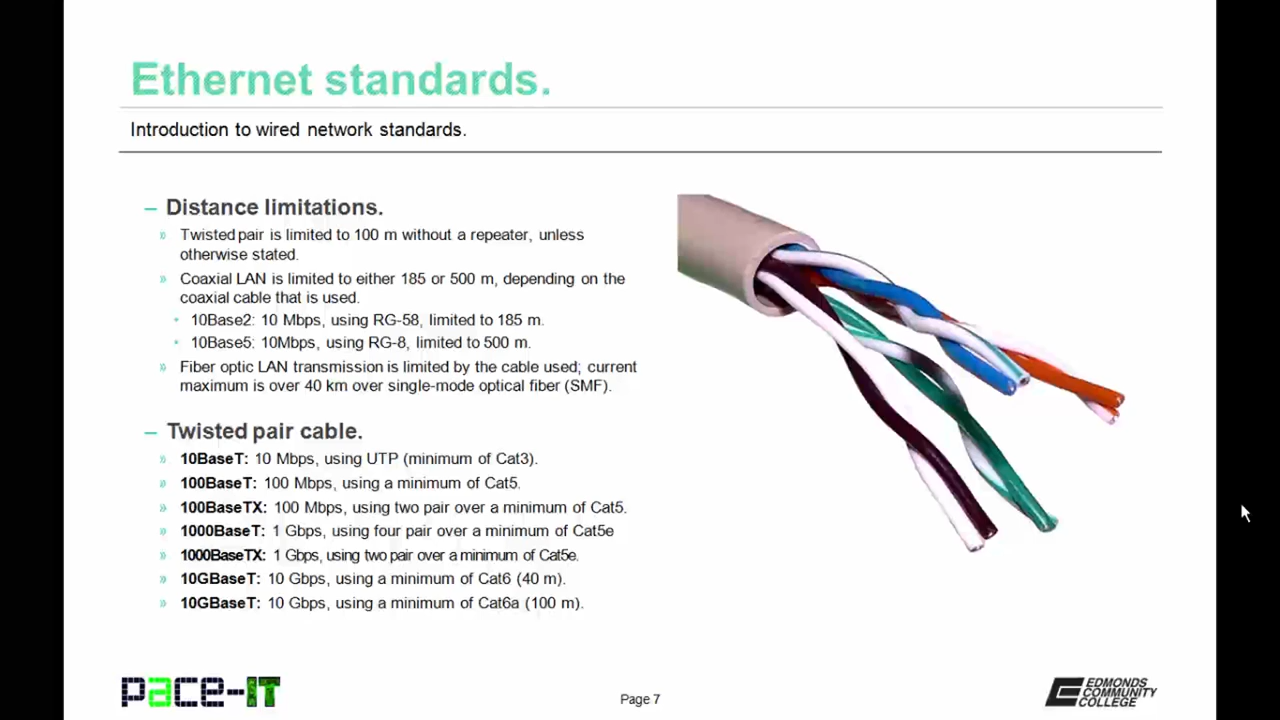 Ethernet standards.
Introduction to wired network standards.
– Distance limitations.
» Twisted pair is limited to 100 m without a repeater, unless
otherwise stated.
» Coaxial LAN is limited to either 185 or 500 m, depending on the
coaxial cable that is used.
• 10Base2: 10 Mbps, using RG-58, limited to 185 m.
• 10Base5: 10Mbps, using RG-8, limited to 500 m.
» Fiber optic LAN transmission is limited by the cable used; current
maximum is over 40 km over single-mode optical fiber (SMF).
– Twisted pair cable.
» 10BaseT: 10 Mbps, using UTP (minimum of Cat3).
» 100BaseT: 100 Mbps, using a minimum of Cat5.
» 100BaseTX: 100 Mbps, using two pair over a minimum of Cat5.
» 1000BaseT: 1 Gbps, using four pair over a minimum of Cat5e
» 1000BaseTX: 1 Gbps, using two pair over a minimum of Cat5e.
» 10GBaseT: 10 Gbps, using a minimum of Cat6 (40 m).
» 10GBaseT: 10 Gbps, using a minimum of Cat6a (100 m).
pace-IT
Page 7
EDMONDS
COMMUNITY
COLLEGE